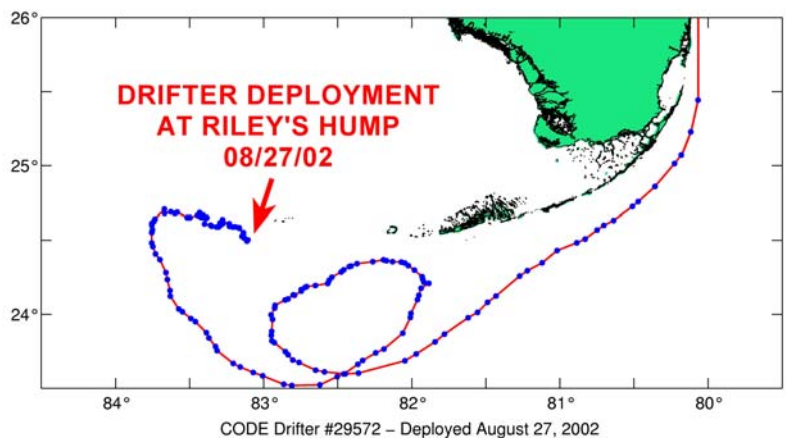 26°
DRIFTER DEPLOYMENT
AT RILEY'S HUMP
08/27/02
25°
24°
84° 83° 82° 81° 80°
CODE Drifter #29572 – Deployed August 27, 2002